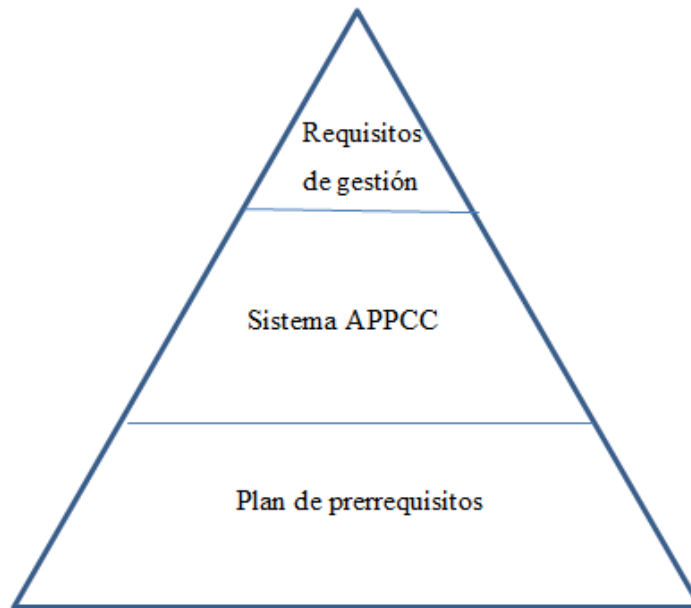 Requisitos
de gestión
Sistema APPCC
Plan de prerrequisitos